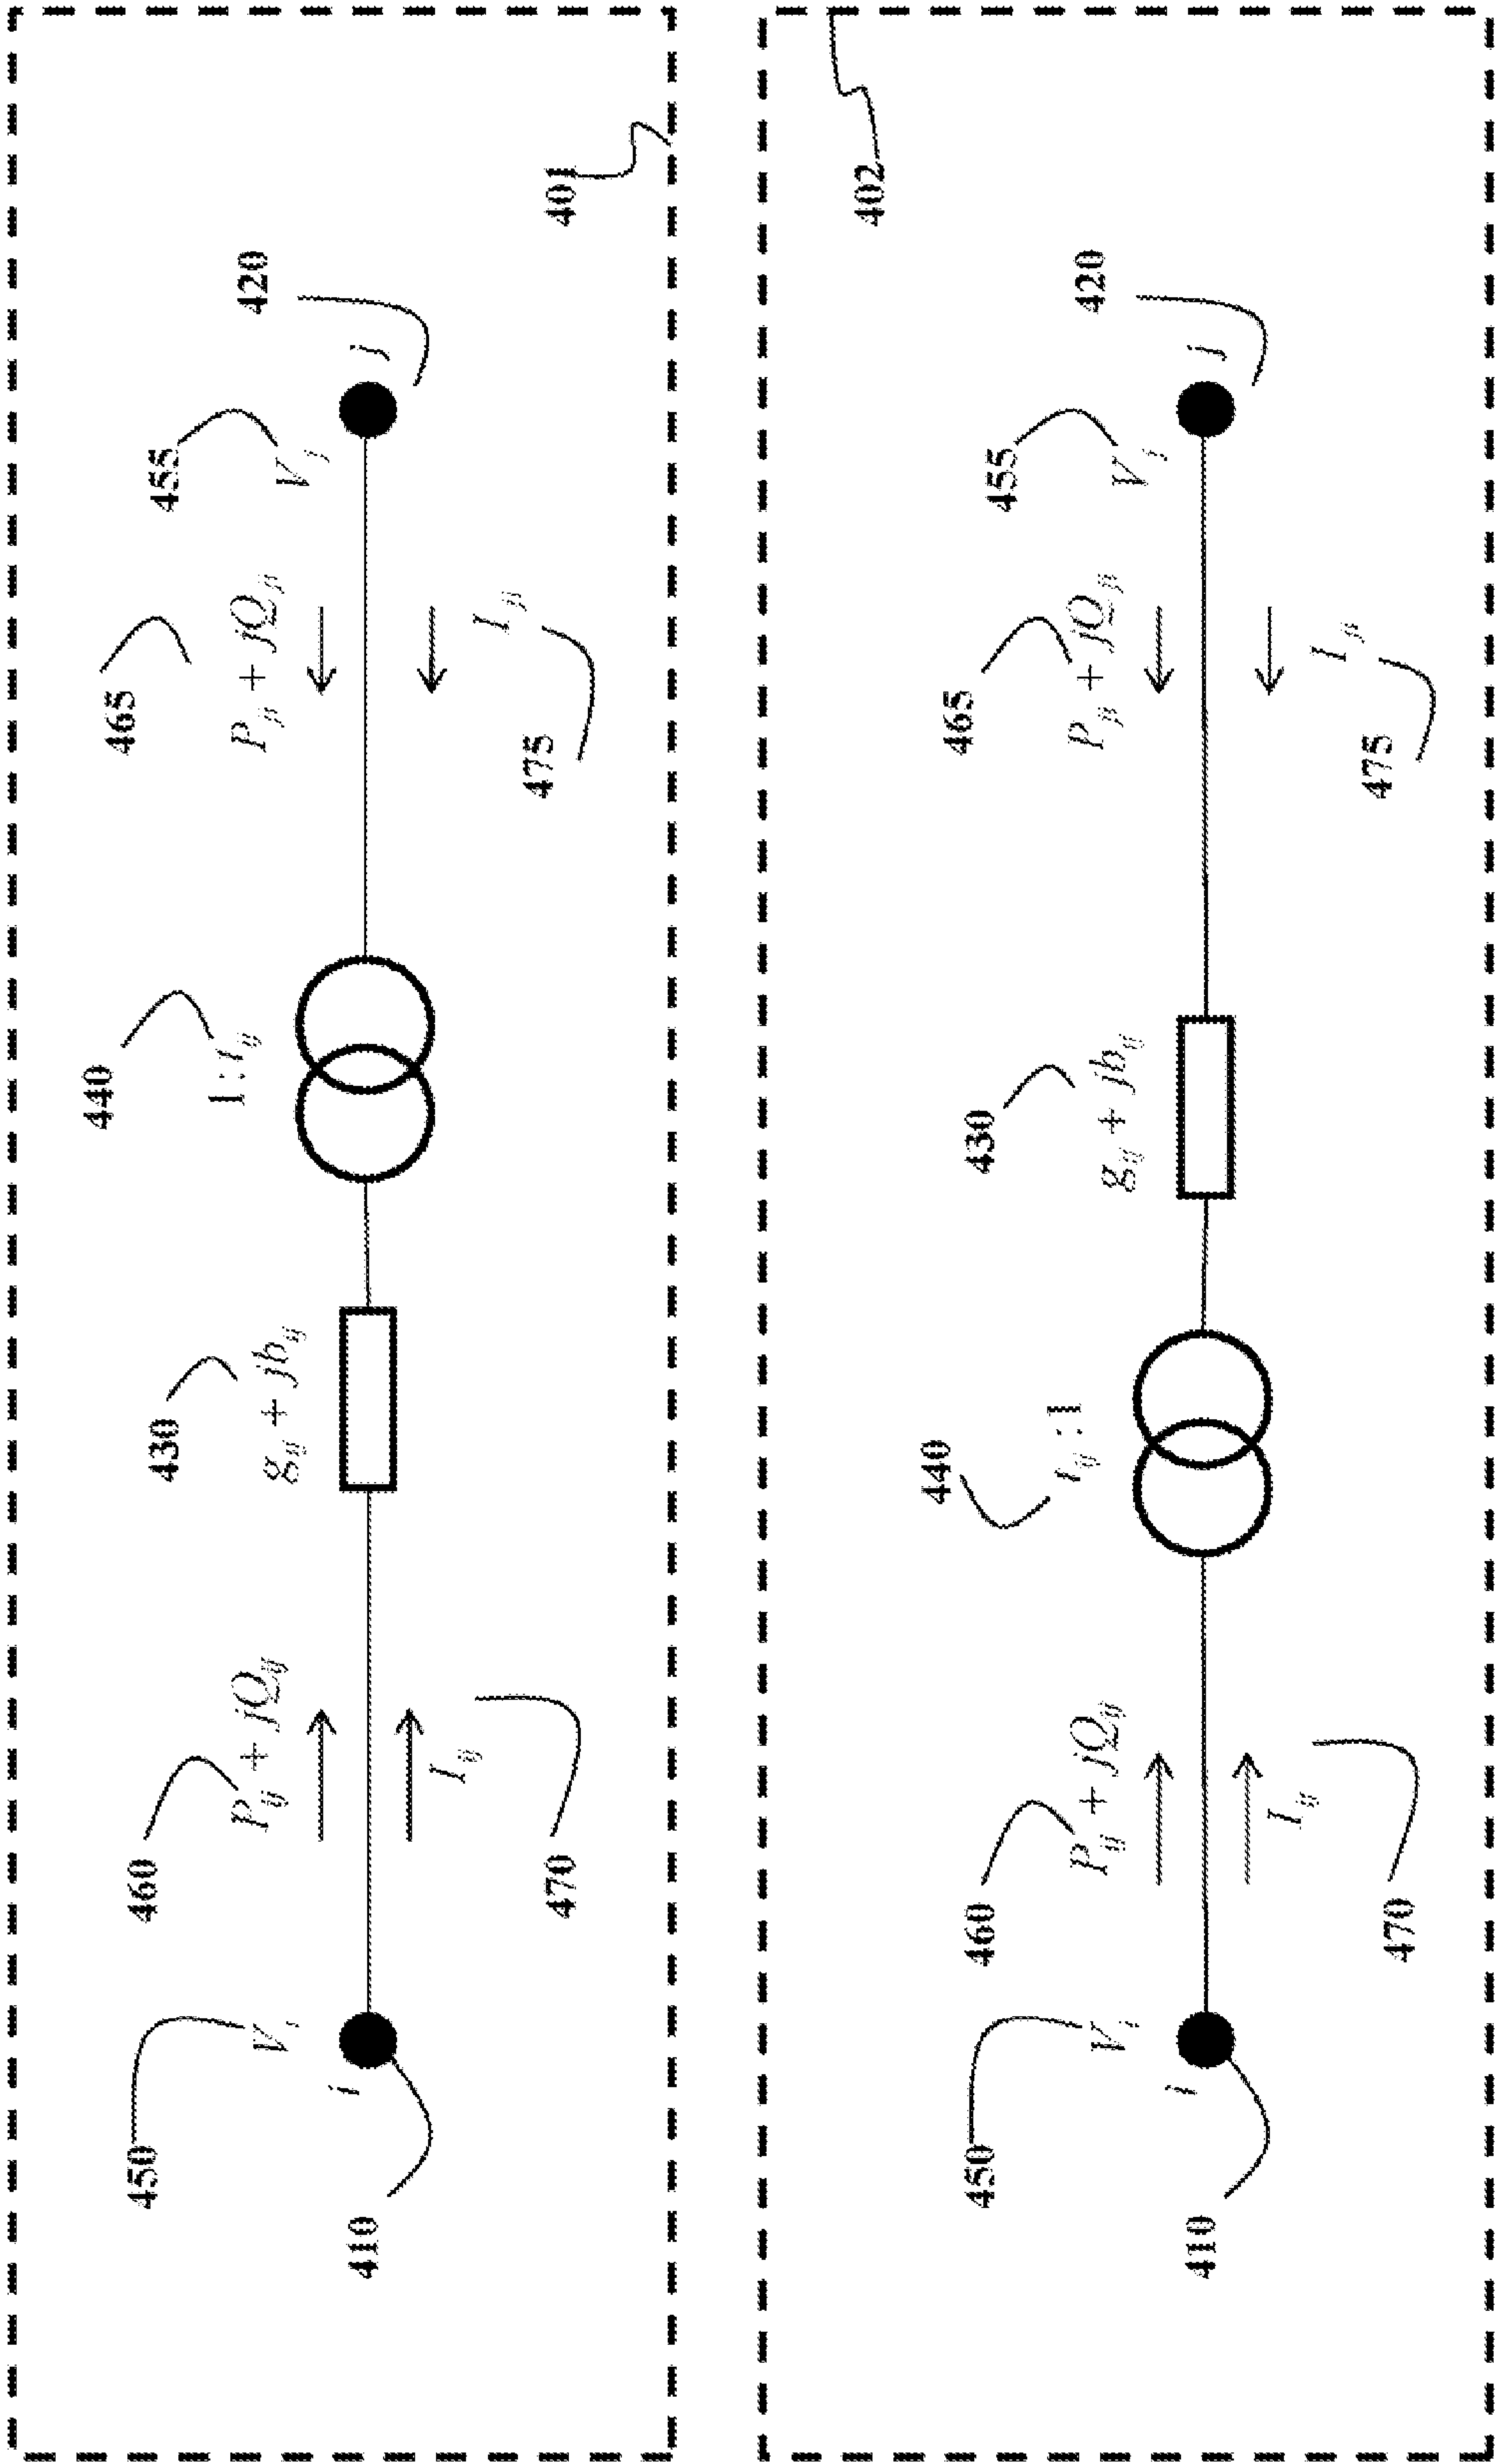 420
455
V_j
j
465
P_ji + jQ_ji
I_ji
475
440
1:t_ij
430
g_ij + jb_ij
460
P_ij + jQ_ij
I_ij
470
450
V_i
i
410
401
402
420
455
V_j
j
465
P_ji + jQ_ji
I_ji
475
430
g_ij + jb_ij
440
t_ij:1
460
P_ij + jQ_ij
I_ij
470
450
V_i
i
410